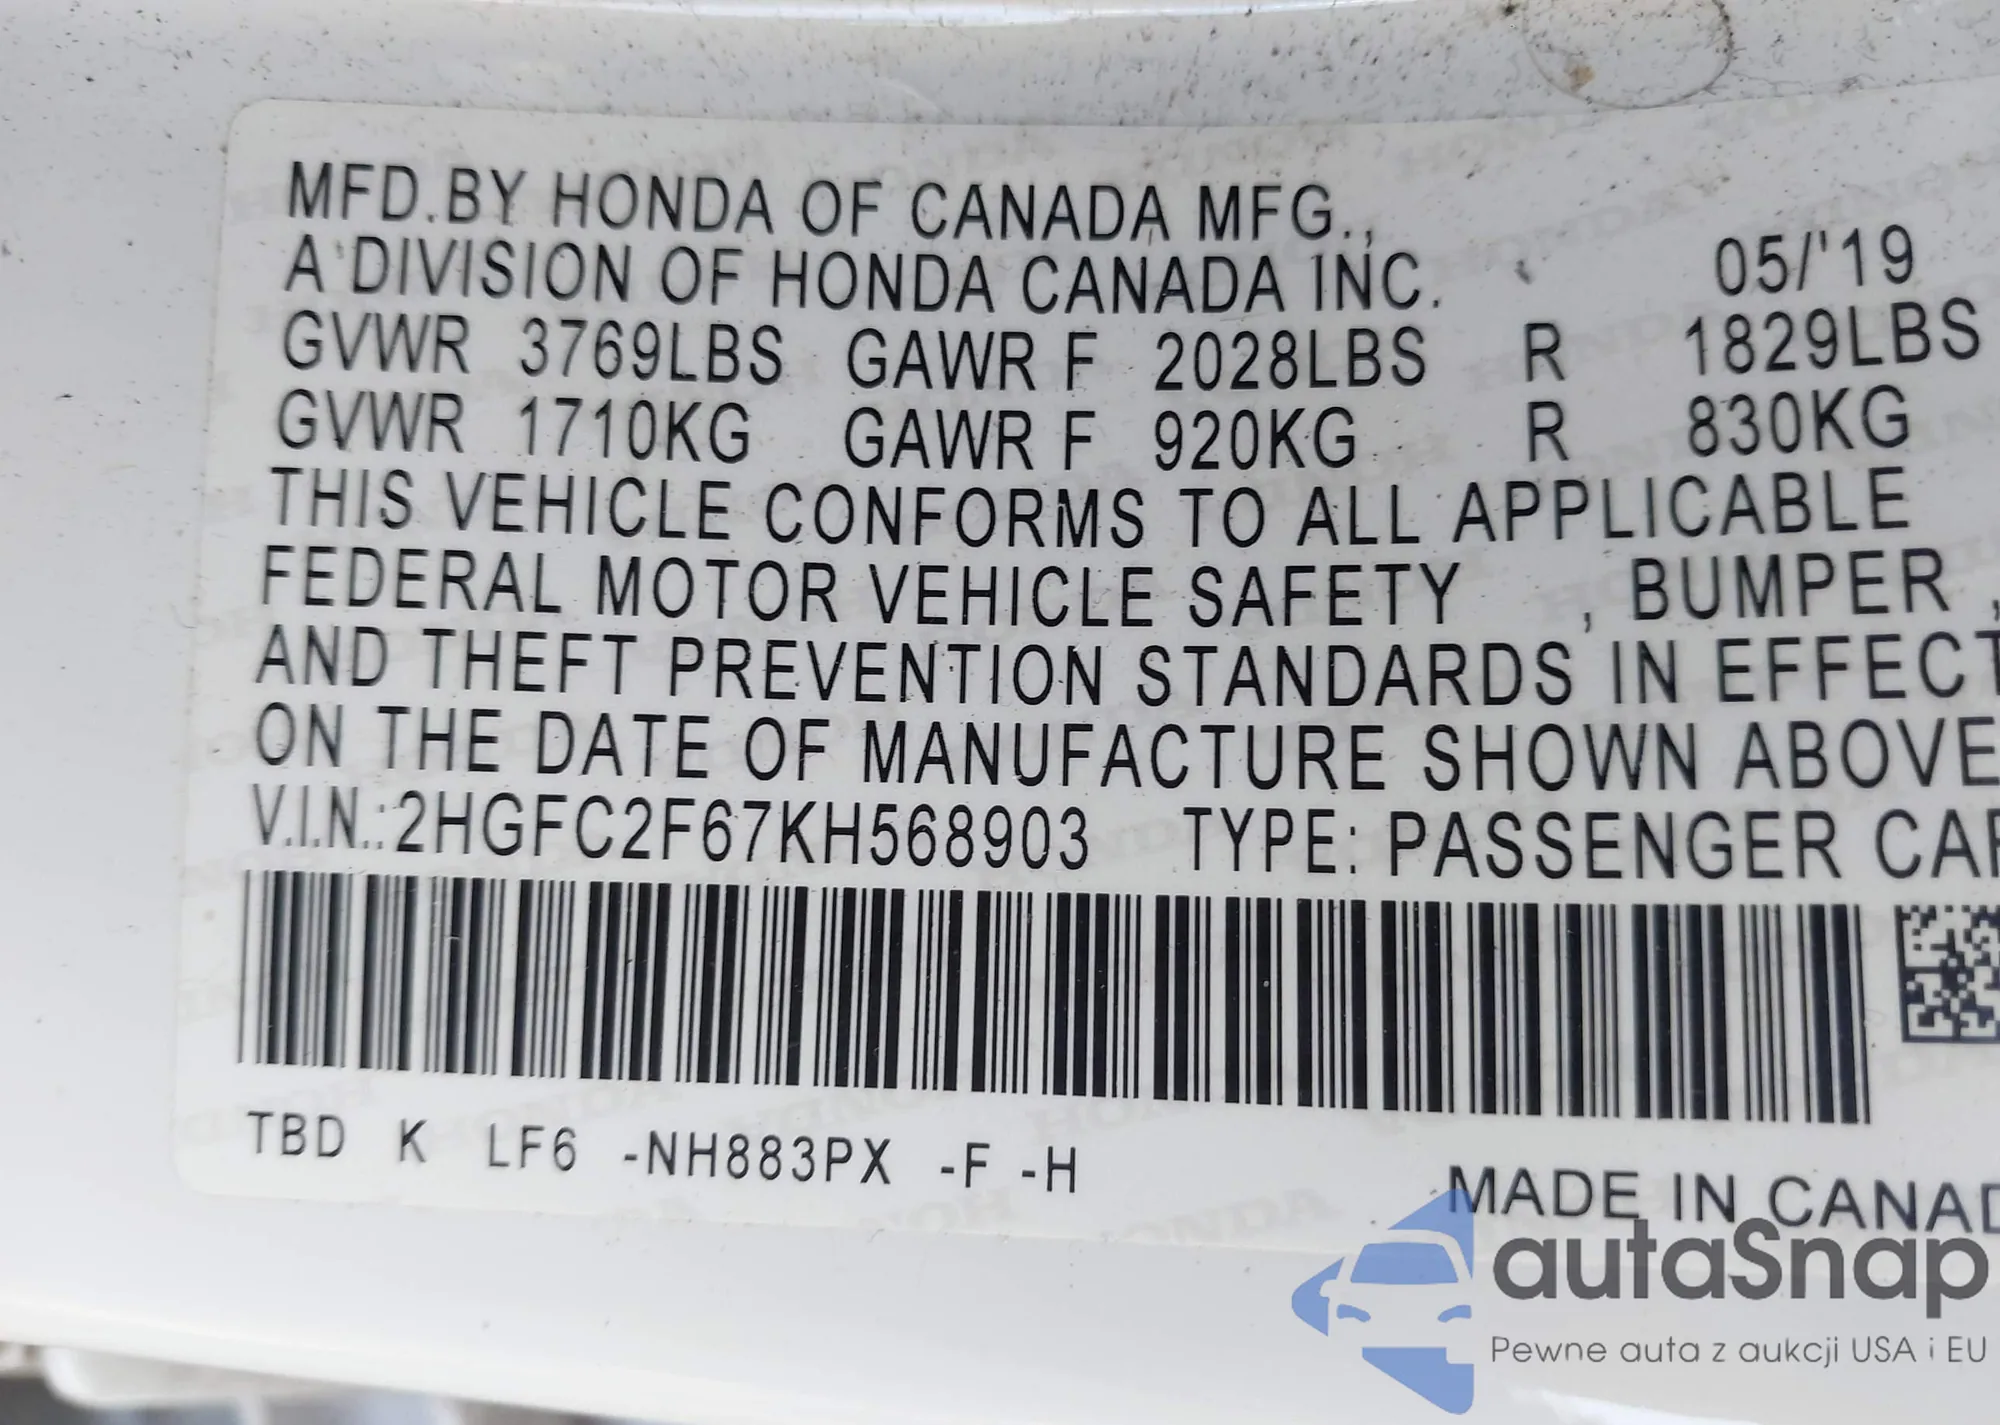 MFD.BY HONDA OF CANADA MFG.,
A DIVISION OF HONDA CANADA INC. 05/'19
GVWR 3769LBS GAWR F 2028LBS R 1829LBS
GVWR 1710KG GAWR F 920KG R 830KG
THIS VEHICLE CONFORMS TO ALL APPLICABLE
FEDERAL MOTOR VEHICLE SAFETY , BUMPER ,
AND THEFT PREVENTION STANDARDS IN EFFECT
ON THE DATE OF MANUFACTURE SHOWN ABOVE
V.I.N.:2HGFC2F67KH568903 TYPE: PASSENGER CAR
TBD K LF6 -NH883PX -F -H
MADE IN CANAD
autaSnap
Pewne auta z aukcji USA i EU